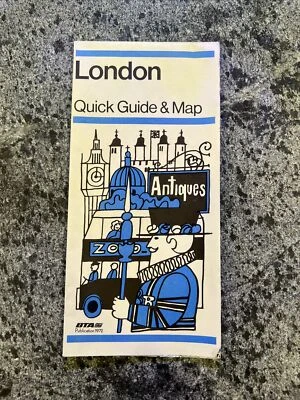 London
Quick Guide & Map
Antiques
ZOO
BTA
Publication 1972